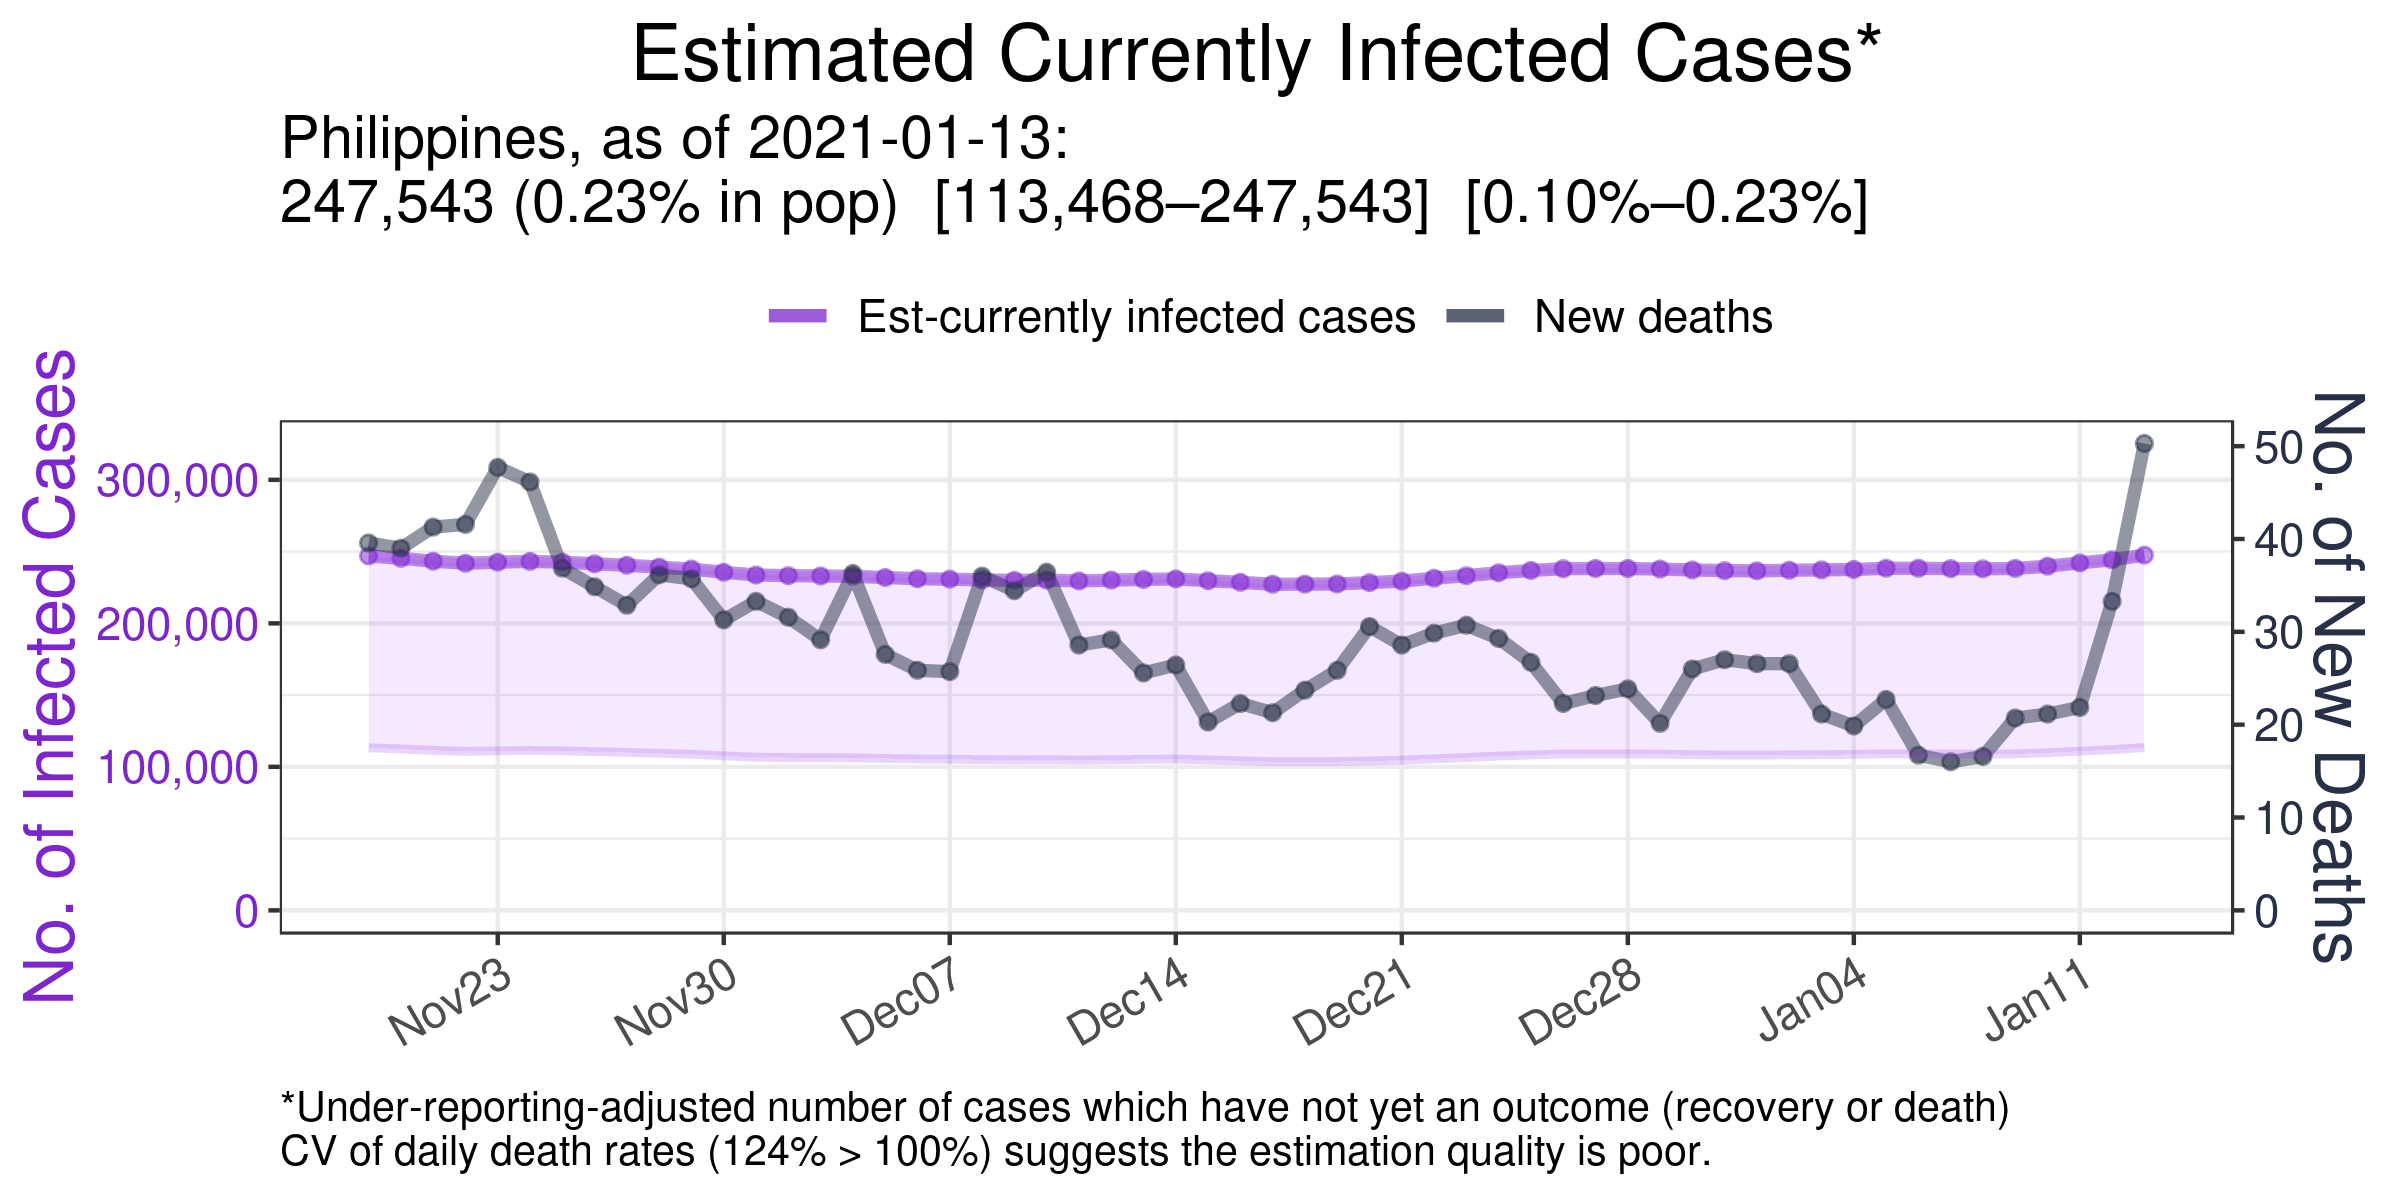 Estimated Currently Infected Cases*
Philippines, as of 2021-01-13:
247,543 (0.23% in pop) [113,468–247,543] [0.10%–0.23%]
Est-currently infected cases
New deaths
No. of Infected Cases
300,000
200,000
100,000
0
50
40
30
20
10
0
No. of New Deaths
Nov23
Nov30
Dec07
Dec14
Dec21
Dec28
Jan04
Jan11
*Under-reporting-adjusted number of cases which have not yet an outcome (recovery or death)
CV of daily death rates (124% > 100%) suggests the estimation quality is poor.